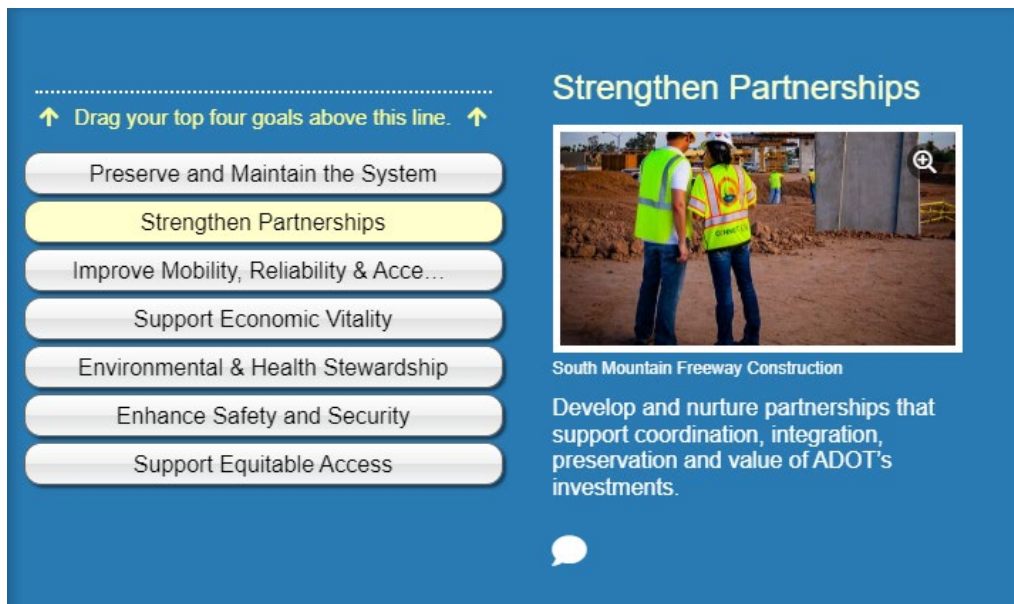 Drag your top four goals above this line.
Preserve and Maintain the System
Strengthen Partnerships
Improve Mobility, Reliability & Acce...
Support Economic Vitality
Environmental & Health Stewardship
Enhance Safety and Security
Support Equitable Access
Strengthen Partnerships
South Mountain Freeway Construction
Develop and nurture partnerships that
support coordination, integration,
preservation and value of ADOT's
investments.